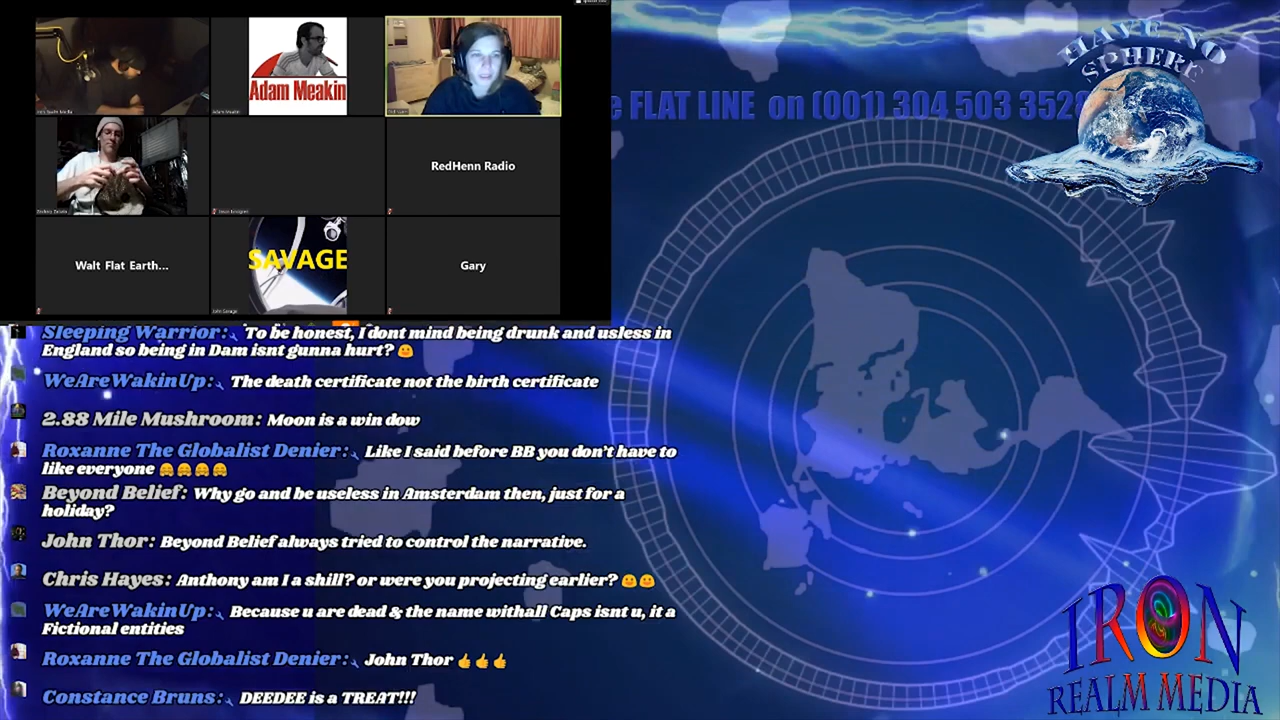 Adam Meakin
RedHenn Radio
Walt Flat Earth...
SAVAGE
Gary
HAVE NO
SPHERE
e FLAT LINE on (001) 304 503 352
Sleeping Warrior: To be honest, I dont mind being drunk and usless in
England so being in Dam isnt gunna hurt?
WeAreWakinUp: The death certificate not the birth certificate
2.88 Mile Mushroom: Moon is a win dow
Roxanne The Globalist Denier: Like I said before BB you don't have to
like everyone
Beyond Belief: Why go and be useless in Amsterdam then, just for a
holiday?
John Thor: Beyond Belief always tried to control the narrative.
Chris Hayes: Anthony am I a shill? or were you projecting earlier?
WeAreWakinUp: Because u are dead & the name withall Caps isnt u, it a
Fictional entities
Roxanne The Globalist Denier: John Thor 👍👍👍
Constance Bruns: DEEDEE is a TREAT!!!
IRON
REALM MEDIA